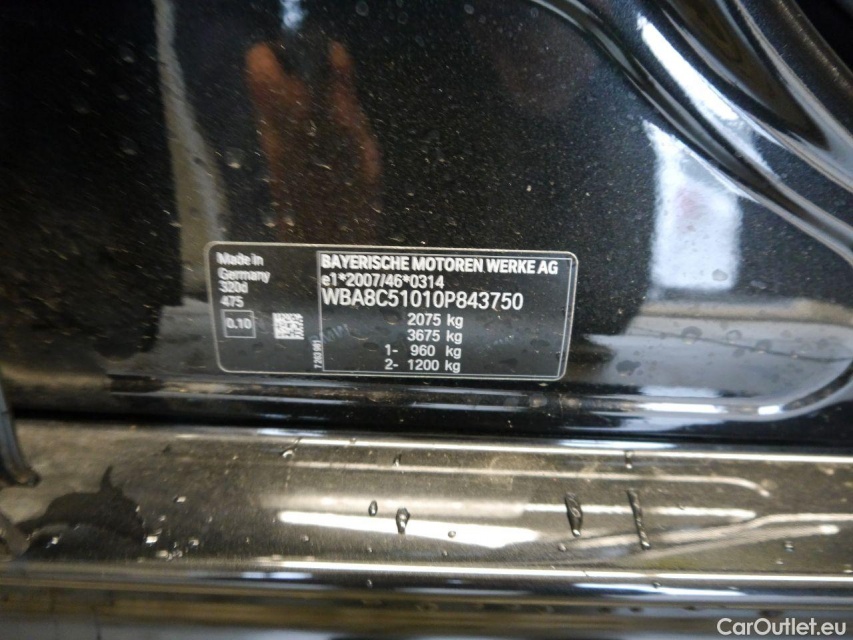 Made in
Germany
320d
475
0.10
BAYERISCHE MOTOREN WERKE AG
e1*2007/46*0314
WBA8C51010P843750
2075 kg
3675 kg
1- 960 kg
2- 1200 kg
CarOutlet.eu